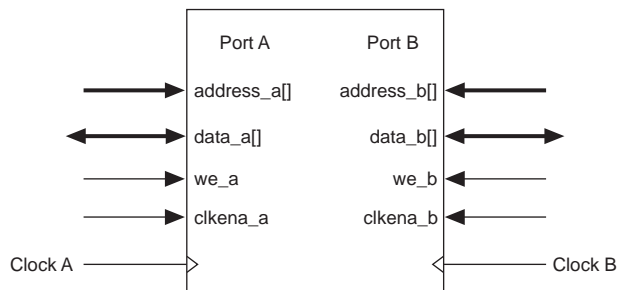 Port A Port B
address_a[] address_b[]
data_a[] data_b[]
we_a we_b
clkena_a clkena_b
Clock A Clock B